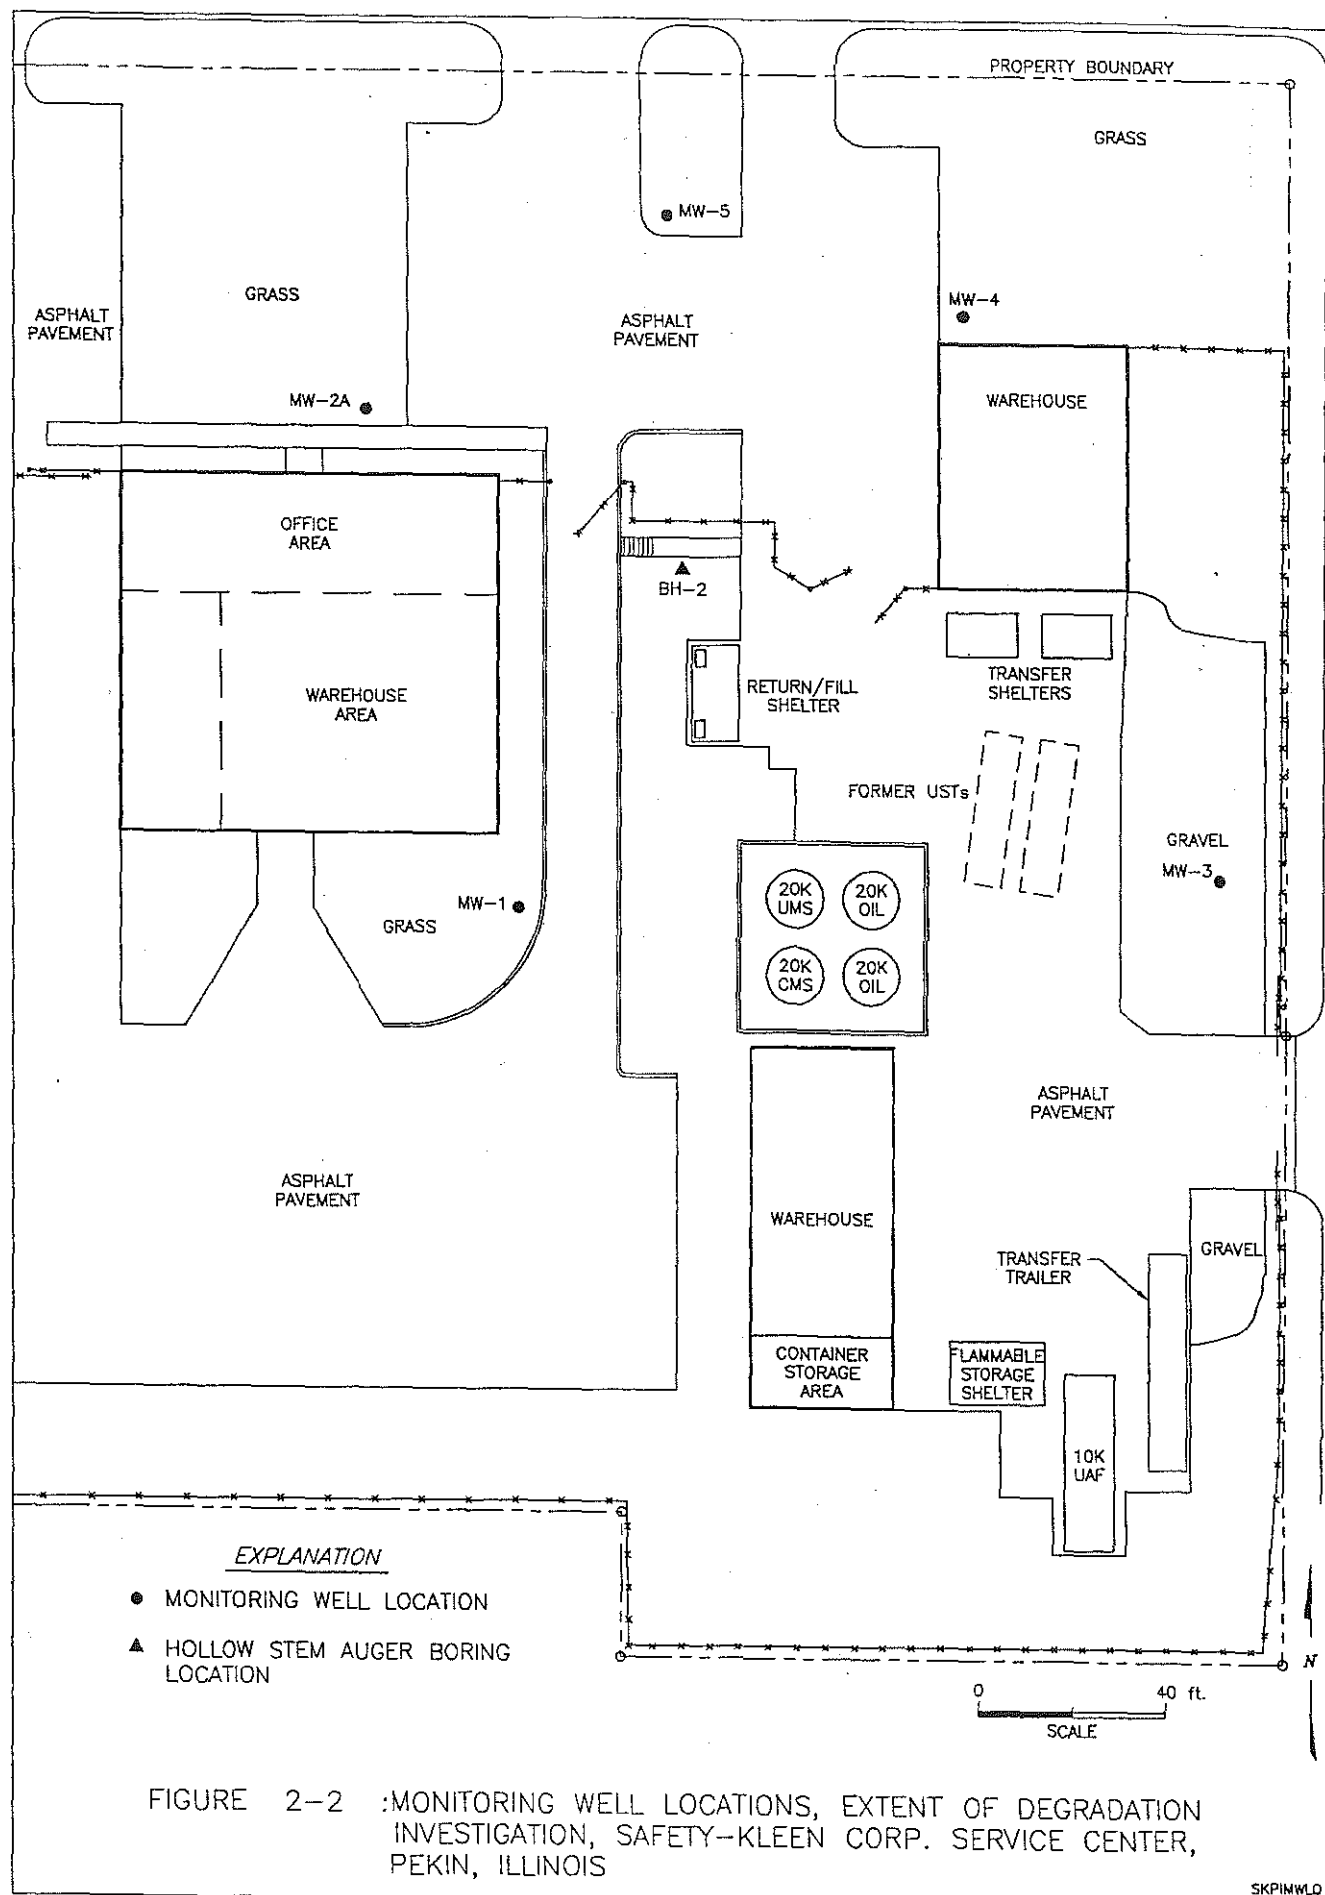 PROPERTY BOUNDARY
GRASS
MW-5
GRASS
MW-4
ASPHALT
PAVEMENT
ASPHALT
PAVEMENT
MW-2A
WAREHOUSE
OFFICE
AREA
BH-2
TRANSFER
SHELTERS
RETURN/FILL
SHELTER
WAREHOUSE
AREA
FORMER USTs
GRAVEL
MW-3
20K
UMS
20K
OIL
MW-1
GRASS
20K
CMS
20K
OIL
ASPHALT
PAVEMENT
ASPHALT
PAVEMENT
WAREHOUSE
GRAVEL
TRANSFER
TRAILER
CONTAINER
STORAGE
AREA
FLAMMABLE
STORAGE
SHELTER
10K
UAF
EXPLANATION
MONITORING WELL LOCATION
HOLLOW STEM AUGER BORING
LOCATION
N
0 40 ft.
SCALE
FIGURE 2-2 :MONITORING WELL LOCATIONS, EXTENT OF DEGRADATION
INVESTIGATION, SAFETY-KLEEN CORP. SERVICE CENTER,
PEKIN, ILLINOIS
SKPIMWLO